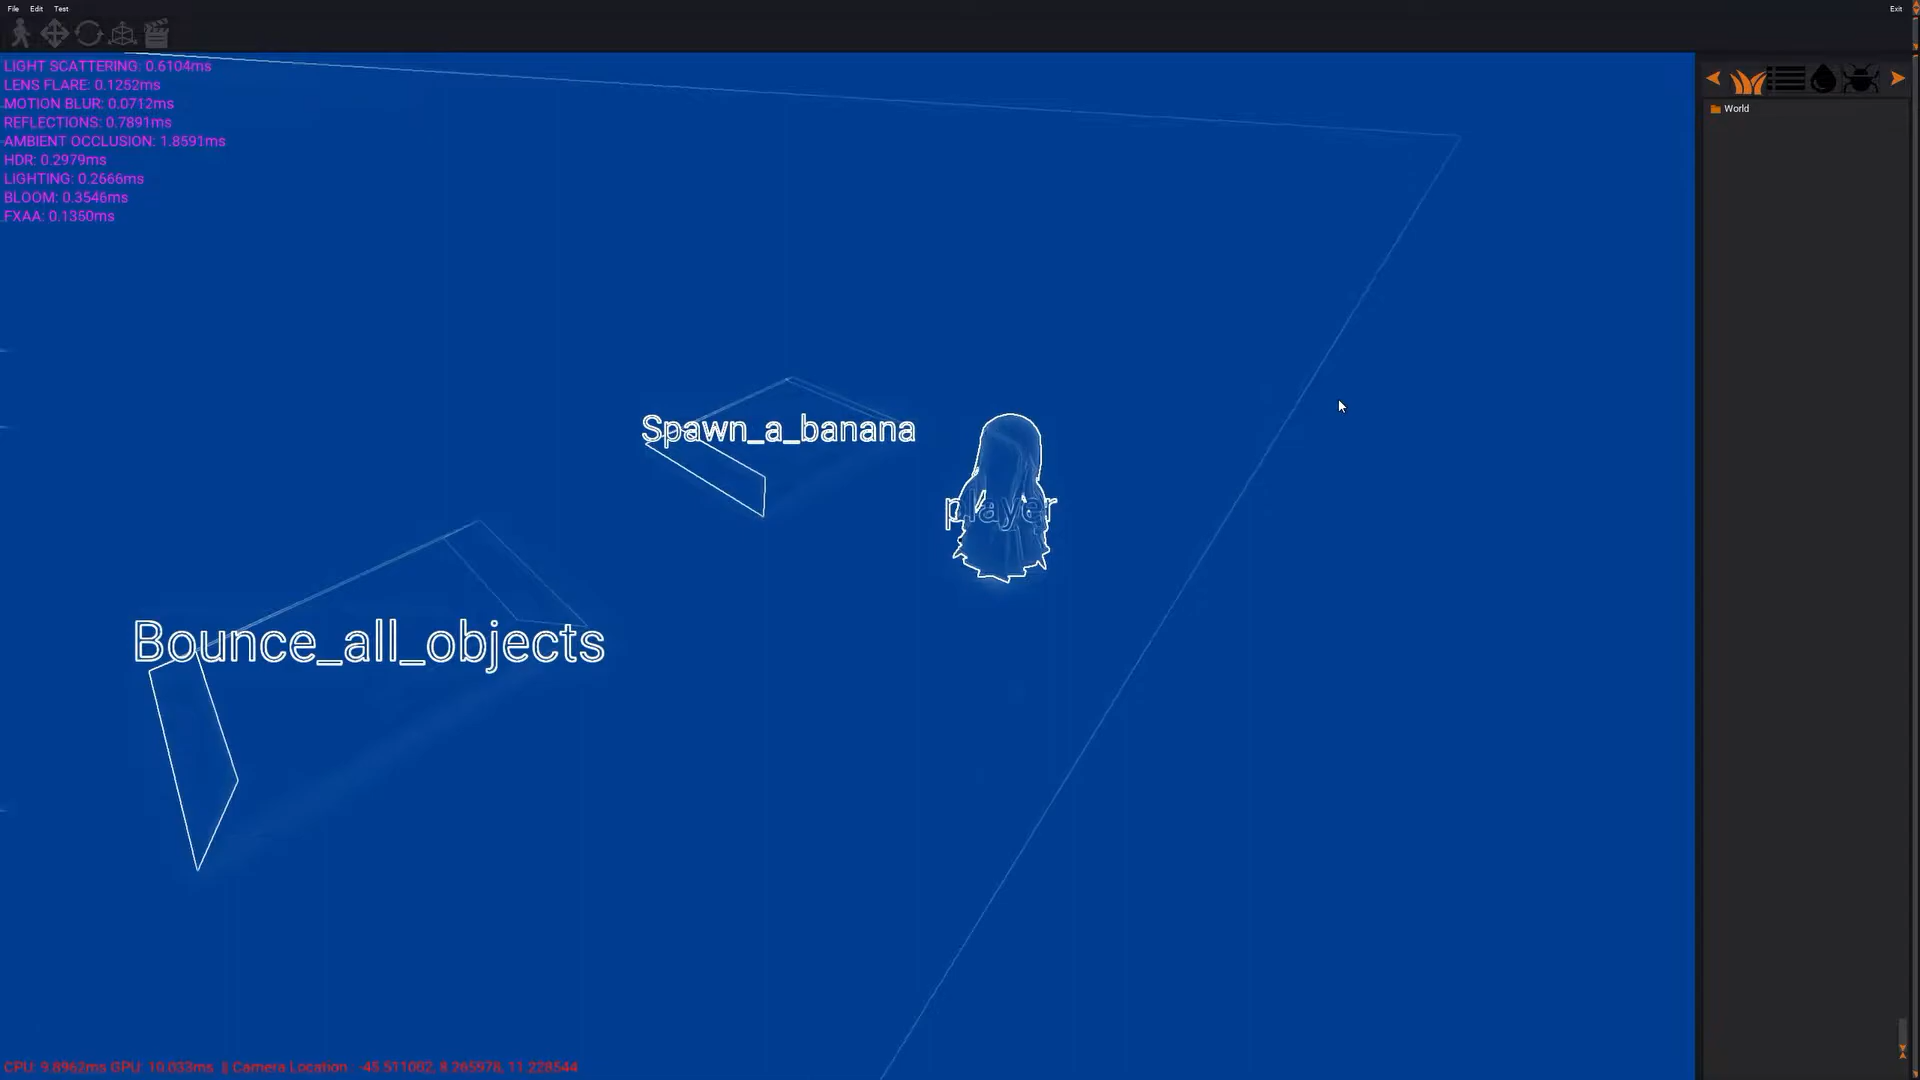 File Edit Test Exit
LIGHT SCATTERING: 0.6104ms
LENS FLARE: 0.1252ms
MOTION BLUR: 0.0712ms
REFLECTIONS: 0.7891ms
AMBIENT OCCLUSION: 1.8591ms
HDR: 0.2979ms
LIGHTING: 0.2666ms
BLOOM: 0.3546ms
FXAA: 0.1350ms
World
Spawn_a_banana
player
Bounce_all_objects
CPU: 9.8962ms GPU: 10.033ms || Camera Location : -45.511002, 8.265978, 11.228544